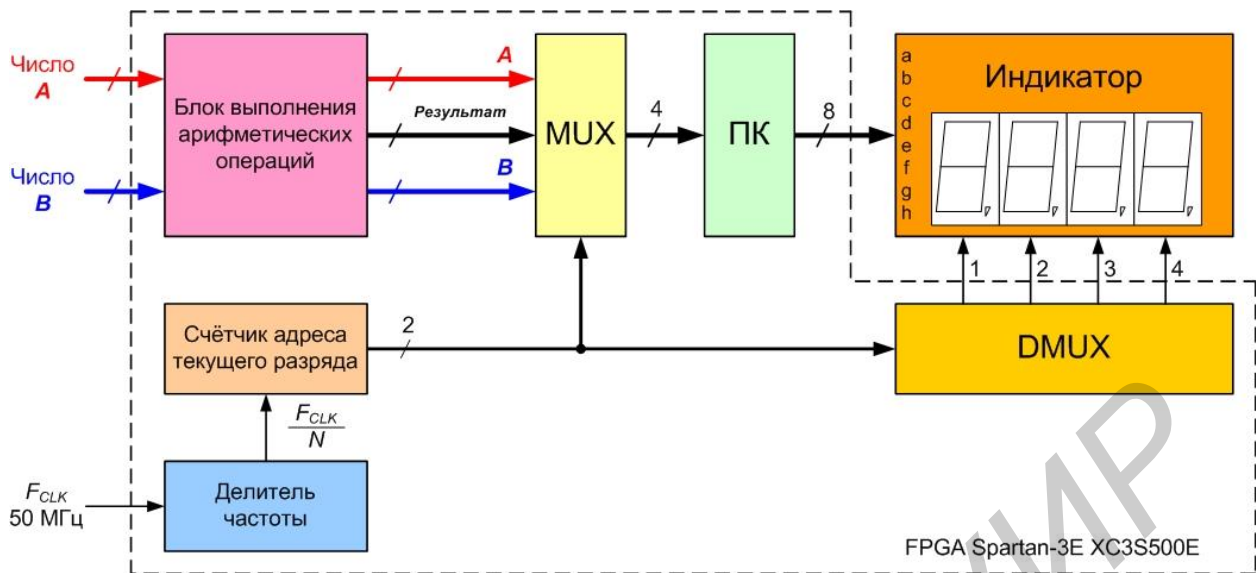 Число
A
Блок выполнения
арифметических
операций
A
Результат
B
Число
B
MUX
4
ПК
8
a
b
c
d
e
f
g
h
Индикатор
1
2
3
4
Счётчик адреса
текущего разряда
2
DMUX
F_CLK
N
F_CLK
50 МГц
Делитель
частоты
FPGA Spartan-3E XC3S500E